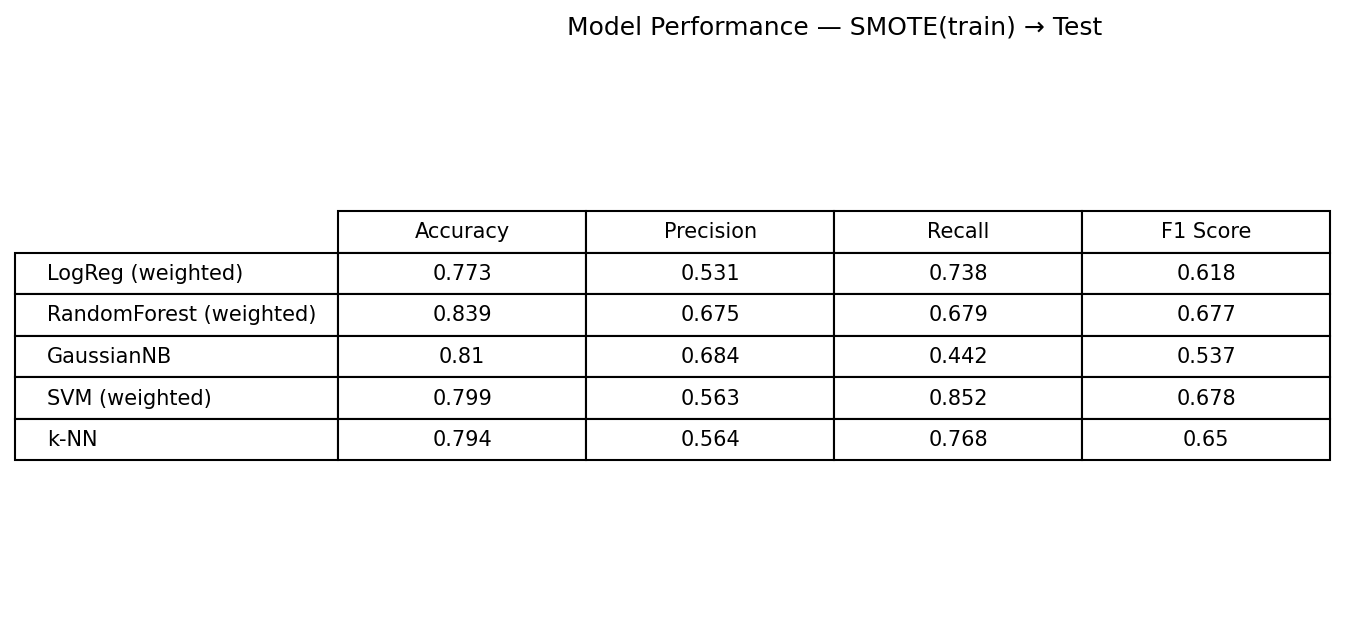 Model Performance — SMOTE(train) → Test
Accuracy Precision Recall F1 Score
LogReg (weighted) 0.773 0.531 0.738 0.618
RandomForest (weighted) 0.839 0.675 0.679 0.677
GaussianNB 0.81 0.684 0.442 0.537
SVM (weighted) 0.799 0.563 0.852 0.678
k-NN 0.794 0.564 0.768 0.65